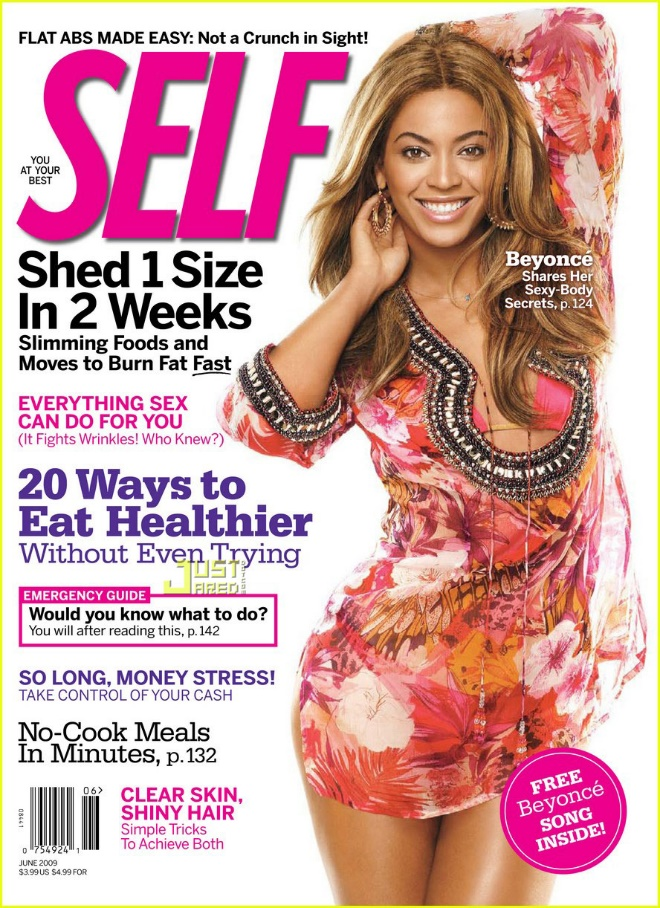 FLAT ABS MADE EASY: Not a Crunch in Sight!
SELF
YOU
AT YOUR
BEST
Shed 1 Size
In 2 Weeks
Slimming Foods and
Moves to Burn Fat Fast
Beyoncé
Shares Her
Sexy-Body
Secrets, p.124
EVERYTHING SEX
CAN DO FOR YOU
(It Fights Wrinkles! Who Knew?)
20 Ways to
Eat Healthier
Without Even Trying
JUST
JARED
EMERGENCY GUIDE
Would you know what to do?
You will after reading this, p.142
SO LONG, MONEY STRESS!
TAKE CONTROL OF YOUR CASH
No-Cook Meals
In Minutes, p.132
CLEAR SKIN,
SHINY HAIR
Simple Tricks
To Achieve Both
FREE
Beyoncé
SONG
INSIDE!
06>
08441
0 754924 1
JUNE 2009
$3.99US $4.99FOR